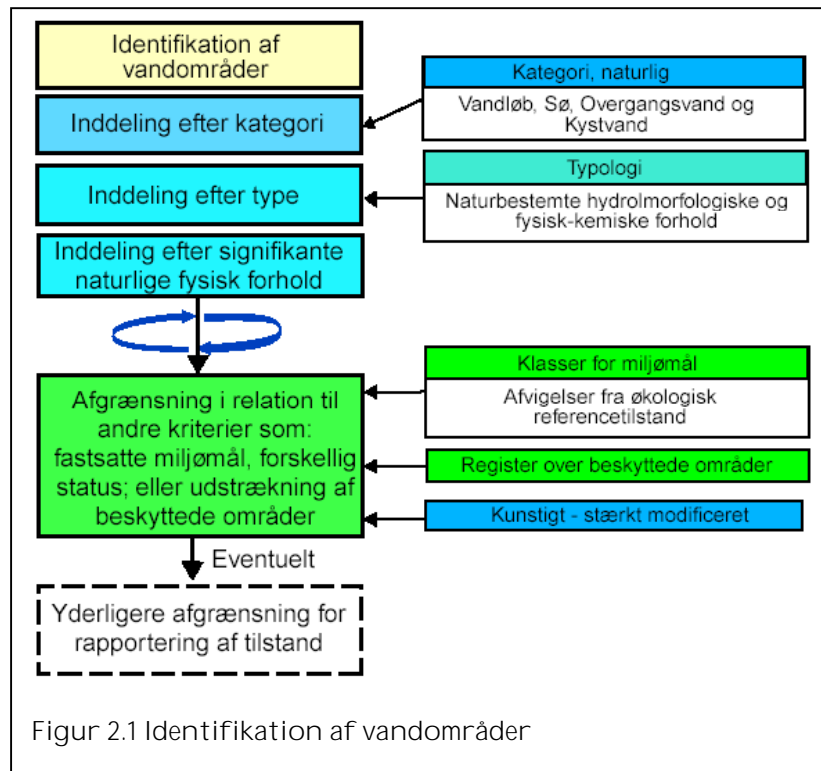 Identifikation af
vandområder
Inddeling efter kategori
Kategori, naturlig
Vandløb, Sø, Overgangsvand og
Kystvand
Inddeling efter type
Typologi
Naturbestemte hydrolmorfologiske og
fysisk-kemiske forhold
Inddeling efter signifikante
naturlige fysisk forhold
Afgrænsning i relation til
andre kriterier som:
fastsatte miljømål, forskellig
status; eller udstrækning af
beskyttede områder
Klasser for miljømål
Afvigelser fra økologisk
referencetilstand
Register over beskyttede områder
Kunstigt - stærkt modificeret
Eventuelt
Yderligere afgrænsning for
rapportering af tilstand
Figur 2.1 Identifikation af vandområder